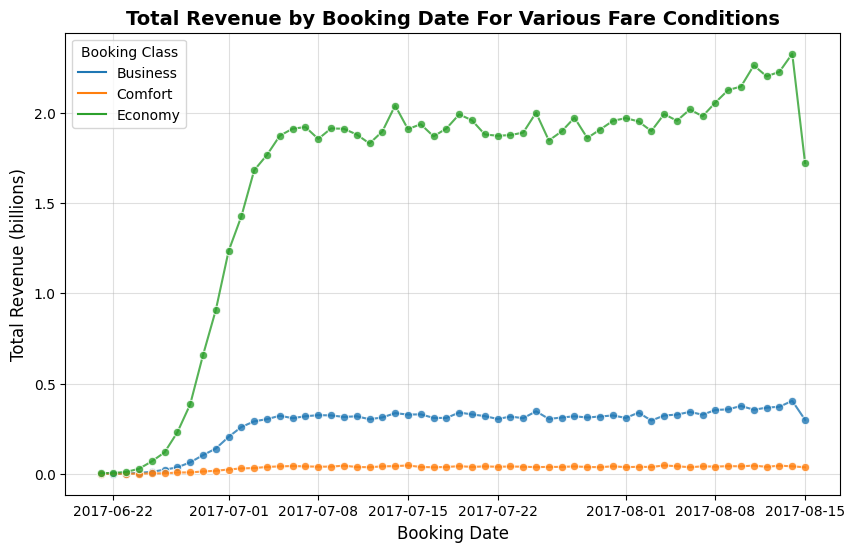 Total Revenue by Booking Date For Various Fare Conditions
Booking Class
Business
Comfort
Economy
Total Revenue (billions)
2.0
1.5
1.0
0.5
0.0
2017-06-22 2017-07-01 2017-07-08 2017-07-15 2017-07-22 2017-08-01 2017-08-08 2017-08-15
Booking Date